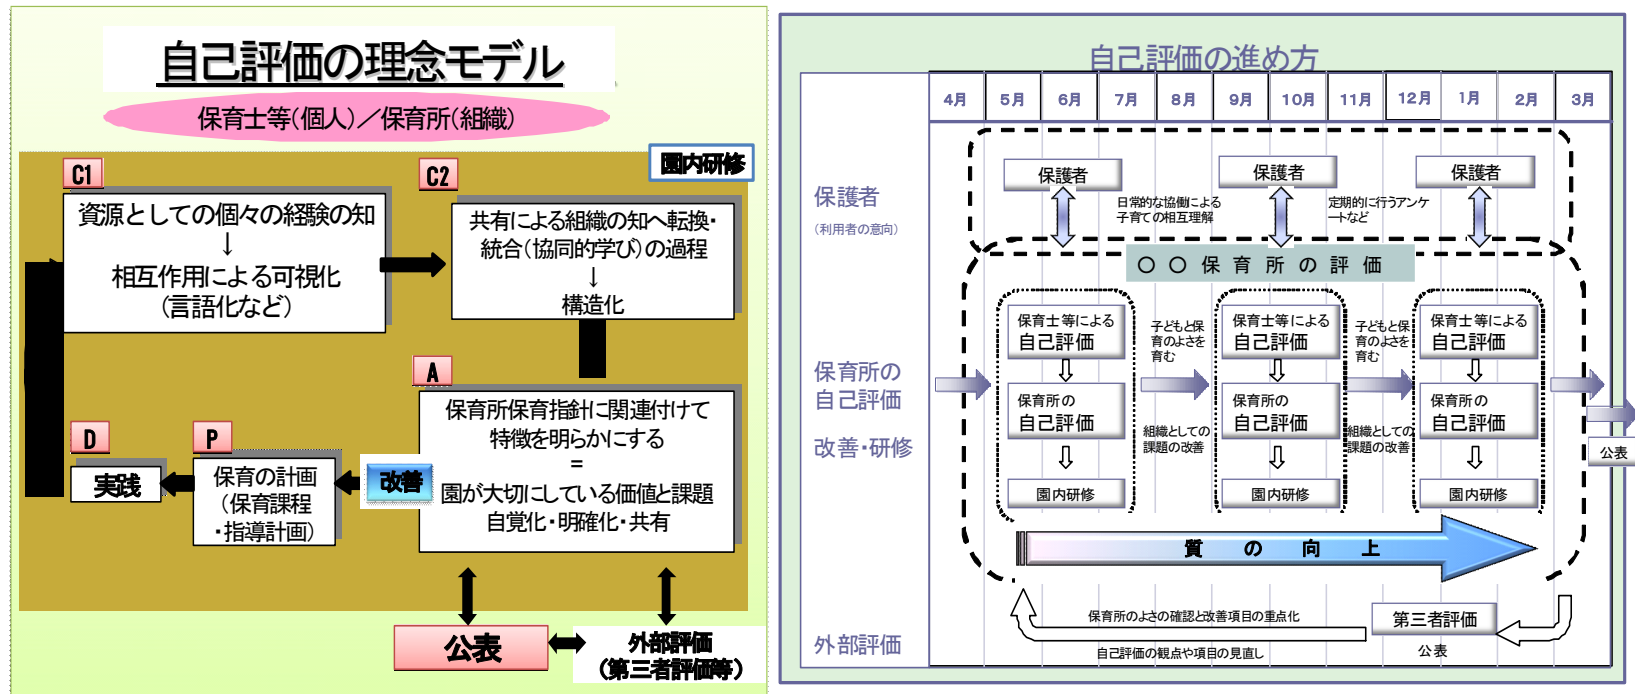 自己評価の理念モデル
保育士等(個人)／保育所(組織)
園内研修
C1
資源としての個々の経験の知
↓
相互作用による可視化
(言語化など)
C2
共有による組織の知へ転換・
統合(協同的学び)の過程
↓
構造化
A
保育所保育指針に関連付けて
特徴を明らかにする
=
園が大切にしている価値と課題
自覚化・明確化・共有
改善
P
保育の計画
(保育課程
・指導計画)
D
実践
公表
外部評価
(第三者評価等)
自己評価の進め方
4月 5月 6月 7月 8月 9月 10月 11月 12月 1月 2月 3月
保護者
(利用者の意向)
保護者 保護者 保護者
日常的な協働による
子育ての相互理解
定期的に行うアンケ
ートなど
〇〇保育所の評価
保育所の
自己評価
改善・研修
保育士等による
自己評価
保育所の
自己評価
園内研修
子どもと保
育のよさを
育む
組織としての
課題の改善
保育士等による
自己評価
保育所の
自己評価
園内研修
子どもと保
育のよさを
育む
組織としての
課題の改善
保育士等による
自己評価
保育所の
自己評価
園内研修
公表
質の向上
外部評価
保育所のよさの確認と改善項目の重点化
第三者評価
自己評価の観点や項目の見直し
公表